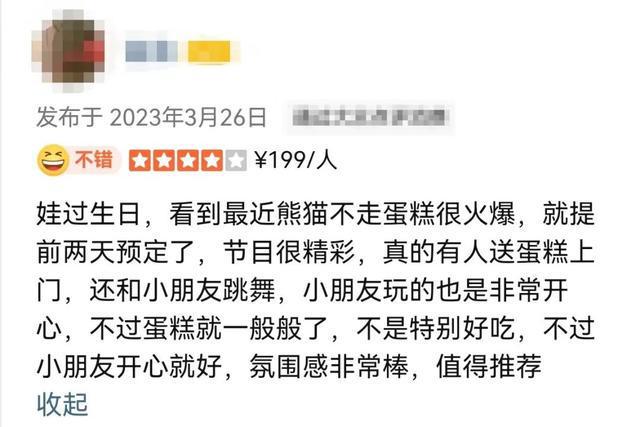 发布于 2023年3月26日
不错 ¥199/人
娃过生日，看到最近熊猫不走蛋糕很火爆，就提
前两天预定了，节目很精彩，真的有人送蛋糕上
门，还和小朋友跳舞，小朋友玩的也是非常开
心，不过蛋糕就一般般了，不是特别好吃，不过
小朋友开心就好，氛围感非常棒，值得推荐
收起